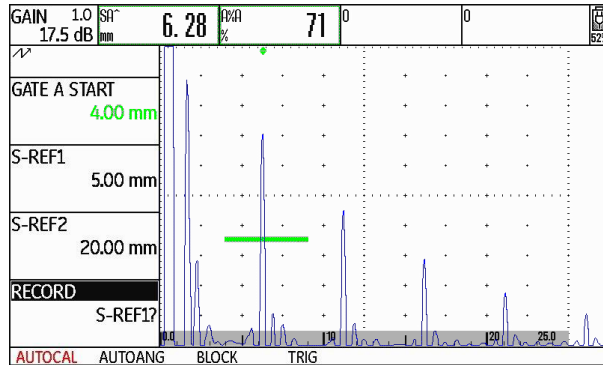 GAIN 1.0 SA^ 6.28 A%A 71 0 0
17.5 dB mm %
GATE A START
4.00 mm
S-REF1
5.00 mm
S-REF2
20.00 mm
RECORD
S-REF1?
0.0 10 20 25.0
AUTOCAL AUTOANG BLOCK TRIG